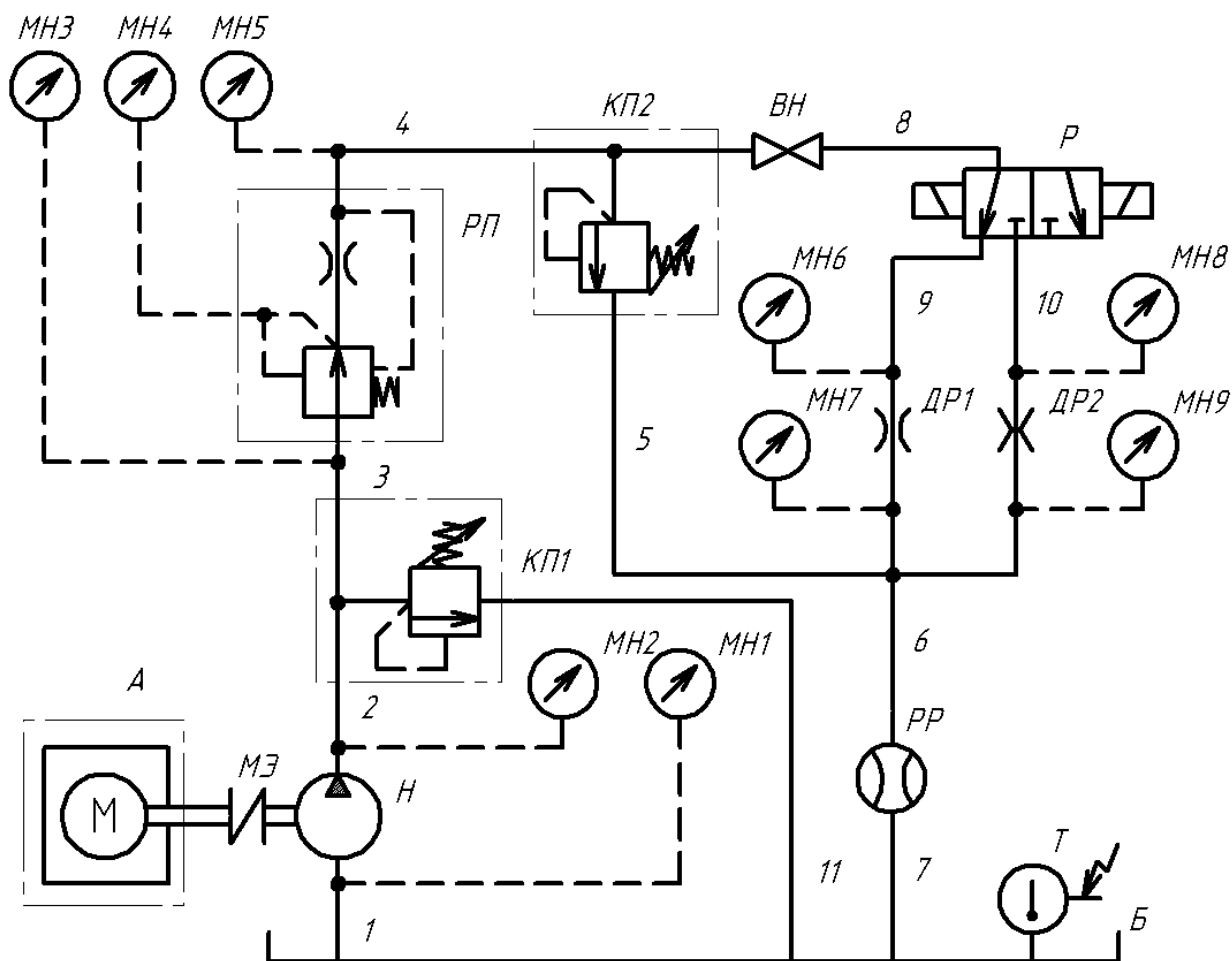 МН3 МН4 МН5
КП2 ВН 8 Р
4
РП
МН6 МН8
9 10
МН7 ДР1 ДР2 МН9
5
3
КП1
МН2 МН1
6
А
2
РР
МЭ
Н
М
Т
11 7
1 Б